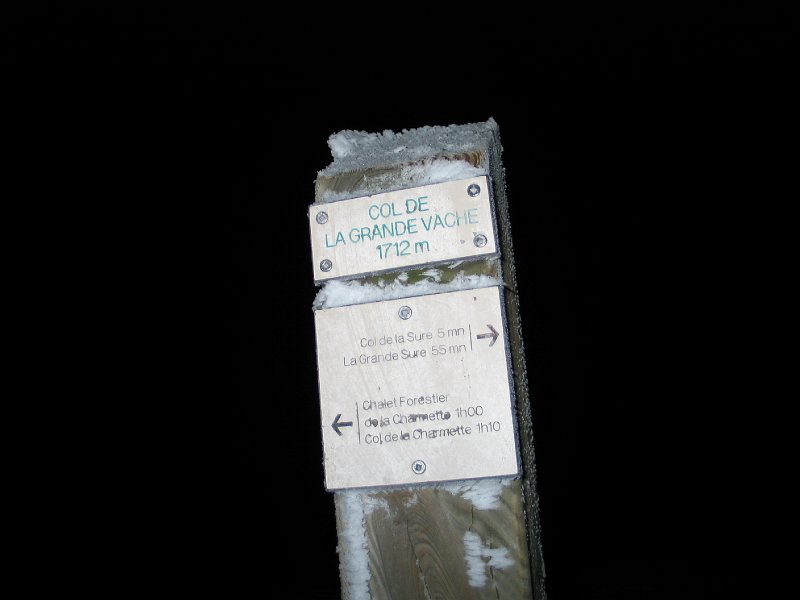 COL DE
LA GRANDE VACHE
1712 m
Col de la Sure 5 mn
La Grande Sure 55 mn
Chalet Forestier
de la Charmette 1h00
Col de la Charmette 1h10